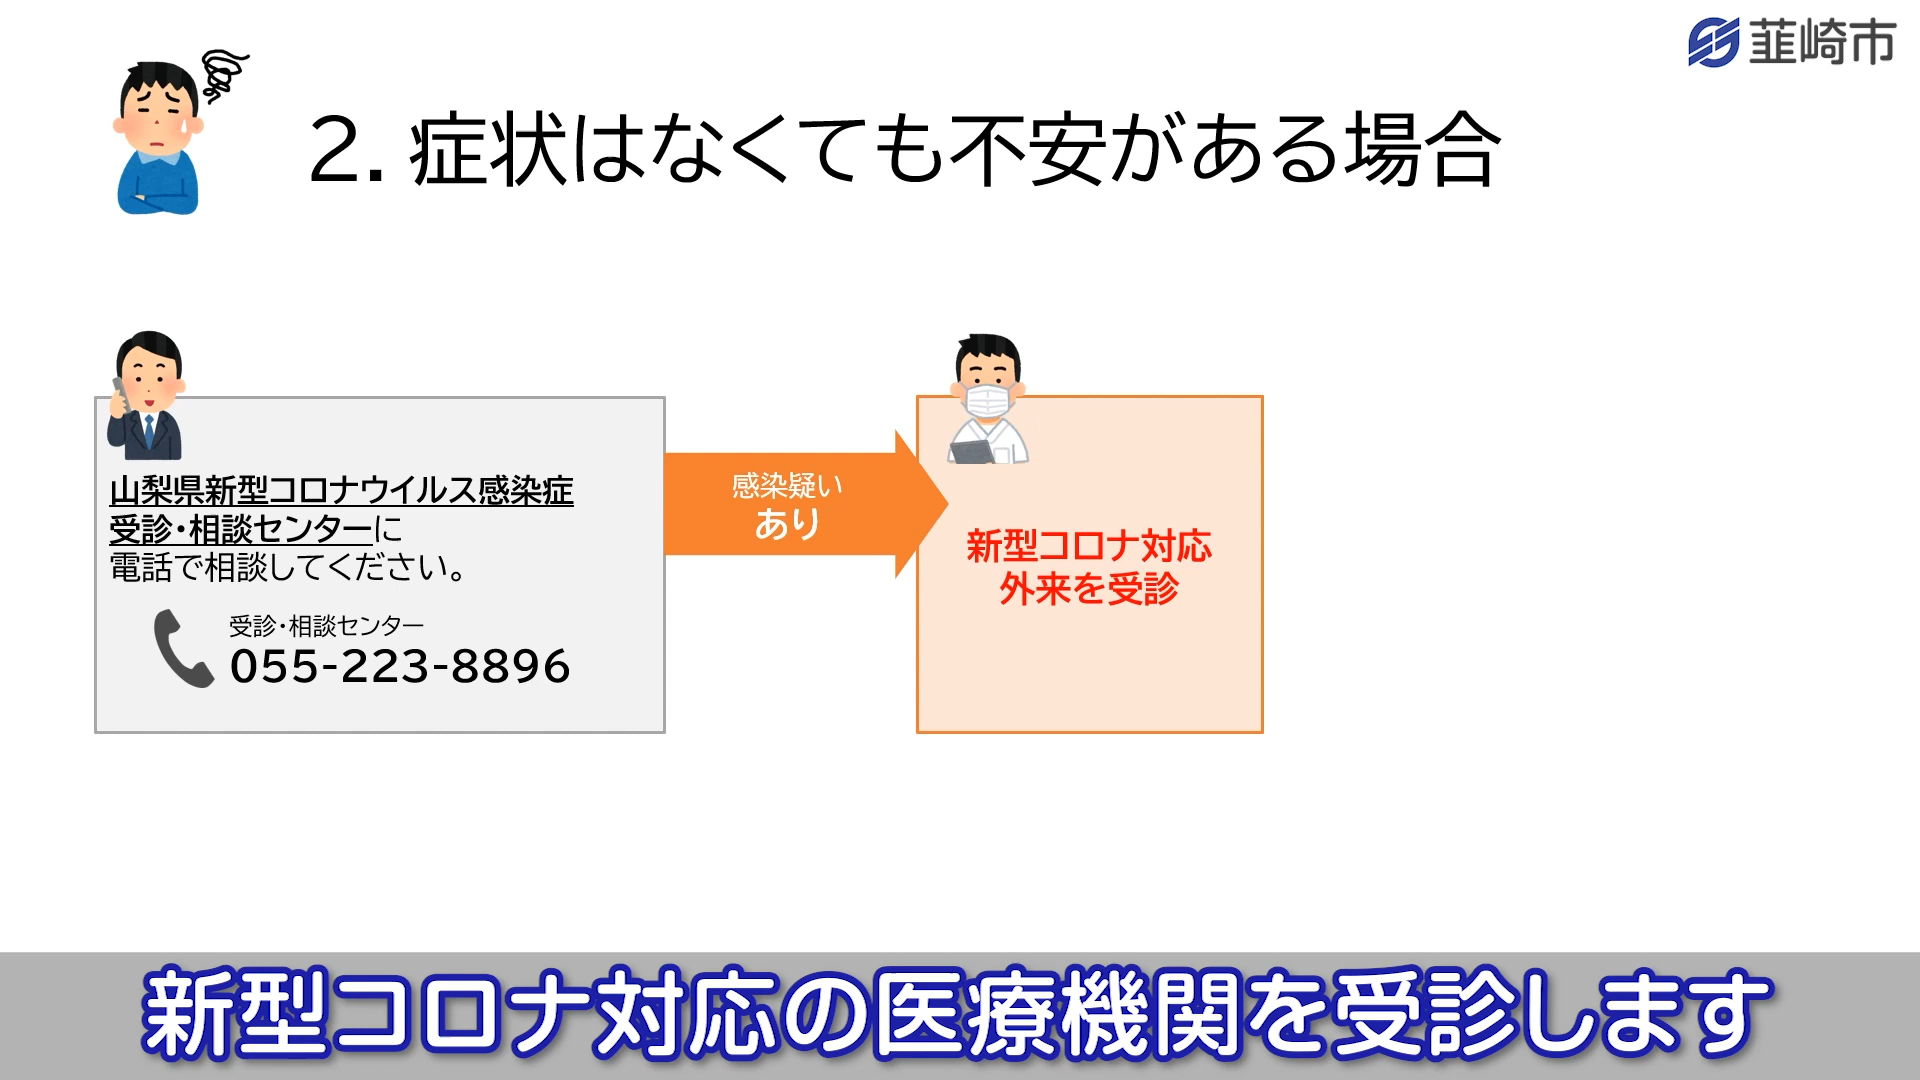 韮崎市
2. 症状はなくても不安がある場合
山梨県新型コロナウイルス感染症
受診・相談センターに
電話で相談してください。
受診・相談センター
055-223-8896
感染疑い
あり
新型コロナ対応
外来を受診
新型コロナ対応の医療機関を受診します